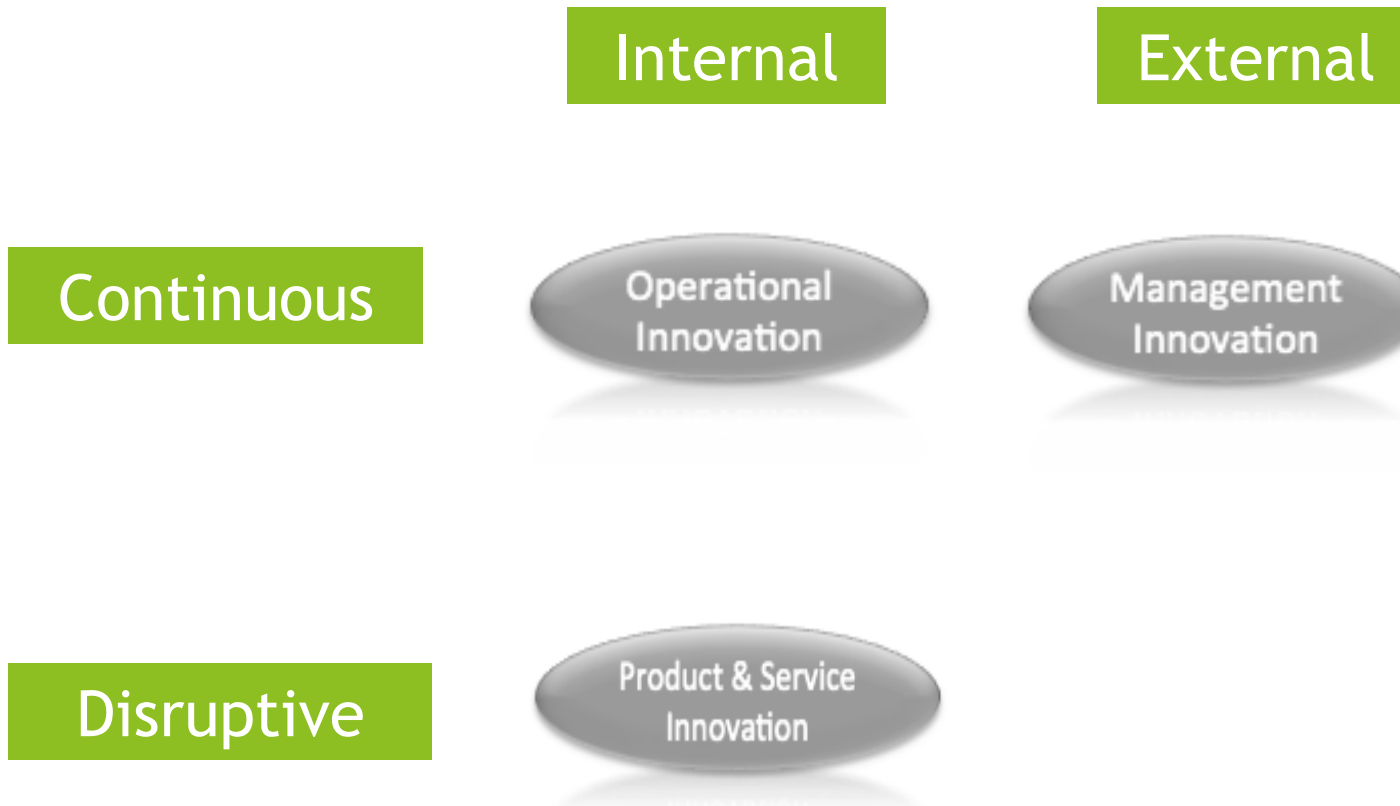 Internal
External
Continuous
Operational
Innovation
Management
Innovation
Disruptive
Product & Service
Innovation